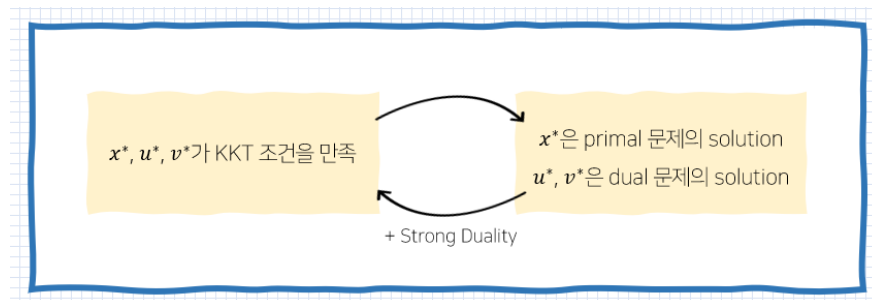 x*, u*, v*가 KKT 조건을 만족
x*은 primal 문제의 solution
u*, v*은 dual 문제의 solution
+ Strong Duality